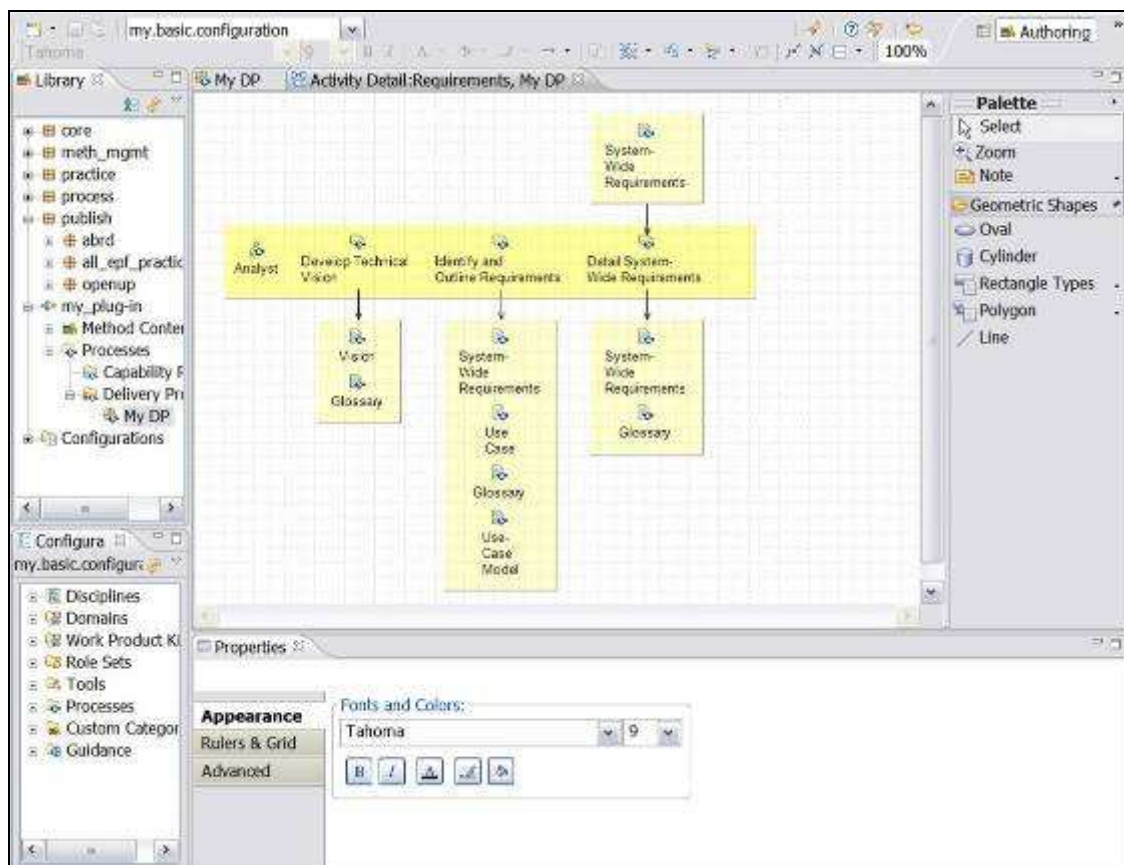 my.basic.configuration
Authoring
Tahoma
9
100%
Library
My DP
Activity Detail:Requirements, My DP
core
meth_mgmt
practice
process
publish
abrd
all_epf_practic
openup
my_plug-in
Method Conter
Processes
Capability P
Delivery Pro
My DP
Configurations
System-
Wide
Requirements
Analyst
Develop Technical
Vision
Identify and
Outline Requirements
Detail System-
Wide Requirements
Vision
Glossary
System-
Wide
Requirements
Use
Case
Glossary
Use-
Case
Model
System-
Wide
Requirements
Glossary
Palette
Select
Zoom
Note
Geometric Shapes
Oval
Cylinder
Rectangle Types
Polygon
Line
Configura
my.basic.configura
Disciplines
Domains
Work Product Ki
Role Sets
Tools
Processes
Custom Categor
Guidance
Properties
Appearance
Rulers & Grid
Advanced
Fonts and Colors:
Tahoma
9
B
I
A